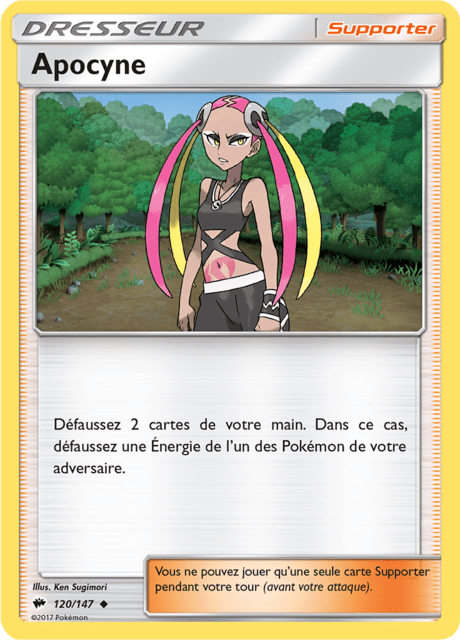 DRESSEUR
Supporter
Apocyne
Défaussez 2 cartes de votre main. Dans ce cas,
défaussez une Énergie de l'un des Pokémon de votre
adversaire.
Illus. Ken Sugimori
120/147
©2017 Pokémon
Vous ne pouvez jouer qu'une seule carte Supporter
pendant votre tour (avant votre attaque).